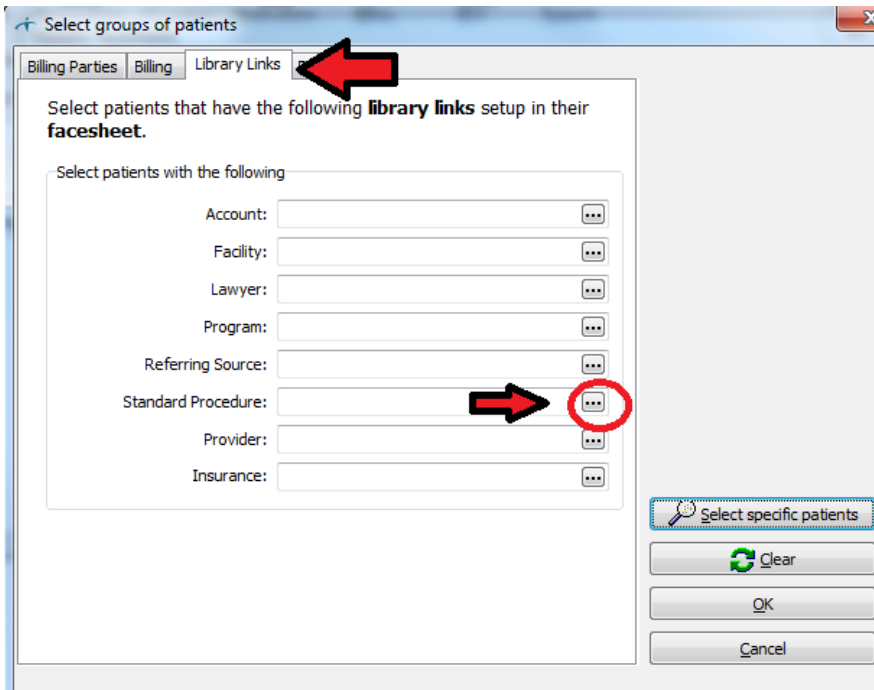 Select groups of patients
Billing Parties Billing Library Links
Select patients that have the following library links setup in their
facesheet.
Select patients with the following
Account: ...
Facility: ...
Lawyer: ...
Program: ...
Referring Source: ...
Standard Procedure: ...
Provider: ...
Insurance: ...
Select specific patients
Clear
OK
Cancel